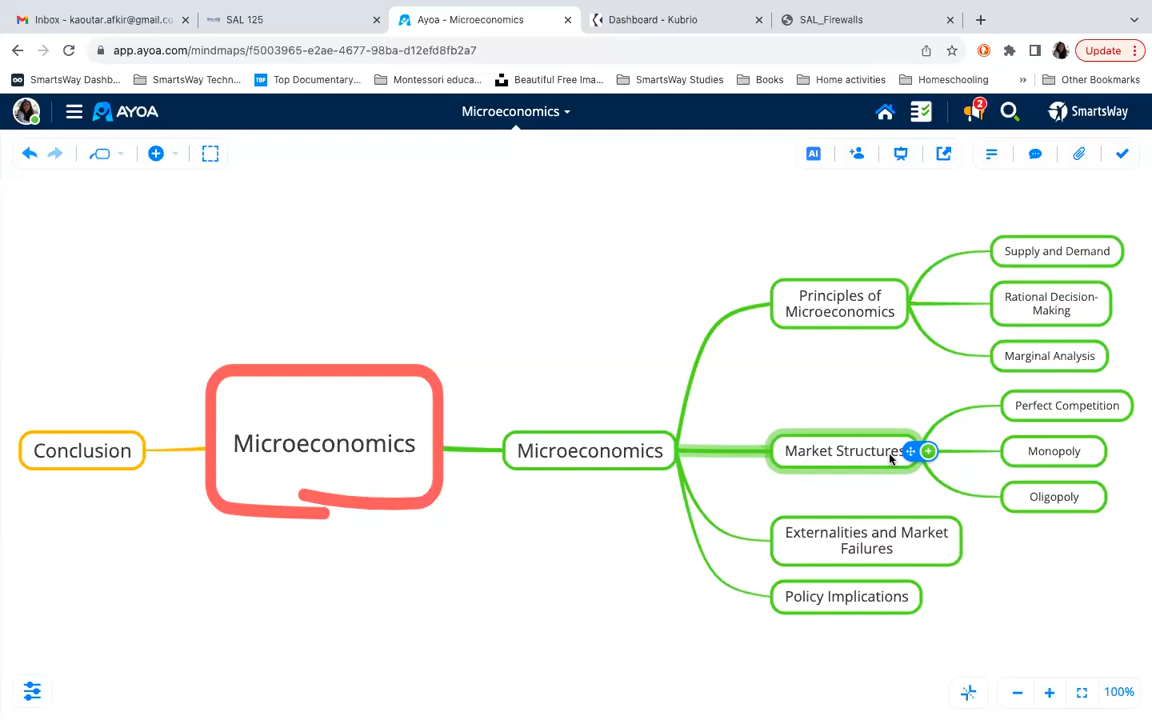 Inbox - kaoutar.afkir@gmail.co
SAL 125
Ayoa - Microeconomics
Dashboard - Kubrio
SAL_Firewalls
app.ayoa.com/mindmaps/f5003965-e2ae-4677-98ba-d12efd8fb2a7
Update
SmartsWay Dashb...
SmartsWay Techn...
TBF
Top Documentary...
Montessori educa...
Beautiful Free Ima...
SmartsWay Studies
Books
Home activities
Homeschooling
»
Other Bookmarks
AYOA
Microeconomics
2
SmartsWay
AI
Supply and Demand
Principles of
Microeconomics
Rational Decision-
Making
Marginal Analysis
Conclusion
Microeconomics
Microeconomics
Market Structures
Perfect Competition
Monopoly
Oligopoly
Externalities and Market
Failures
Policy Implications
100%